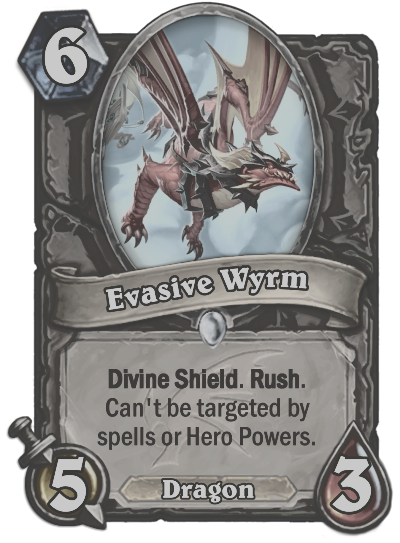 6
Evasive Wyrm
Divine Shield. Rush.
Can't be targeted by
spells or Hero Powers.
5
Dragon
3